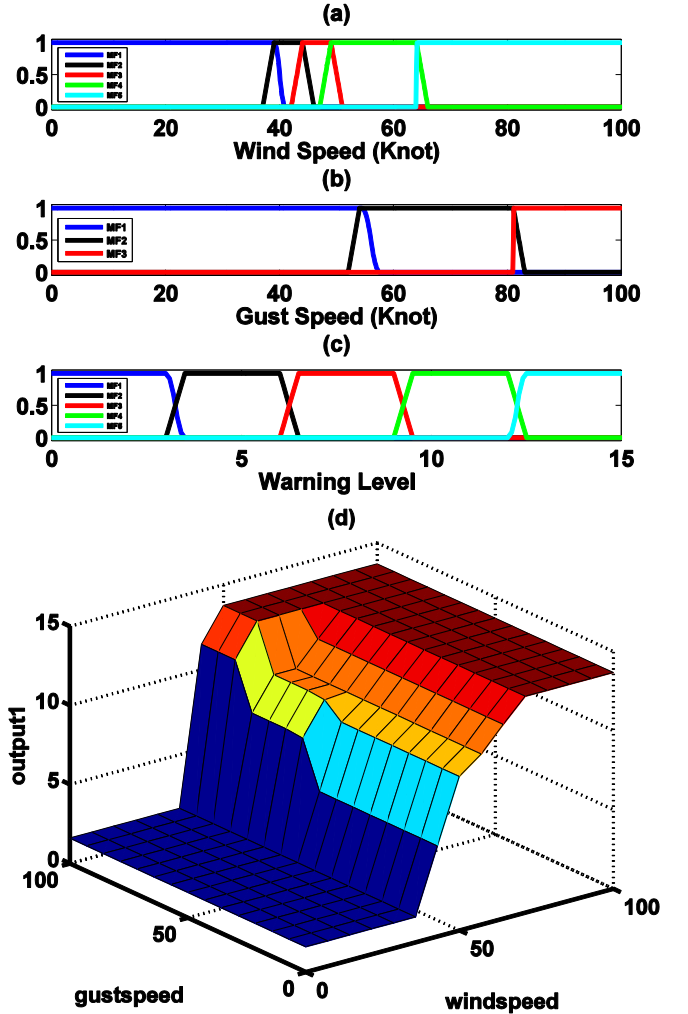 (a)
1
0.5
0
MF1
MF2
MF3
MF4
MF5
0 20 40 60 80 100
Wind Speed (Knot)
(b)
1
0.5
0
MF1
MF2
MF3
0 20 40 60 80 100
Gust Speed (Knot)
(c)
1
0.5
0
MF1
MF2
MF3
MF4
MF5
0 5 10 15
Warning Level
(d)
15
10
5
0
output1
100
50
0
gustspeed
0
50
100
windspeed